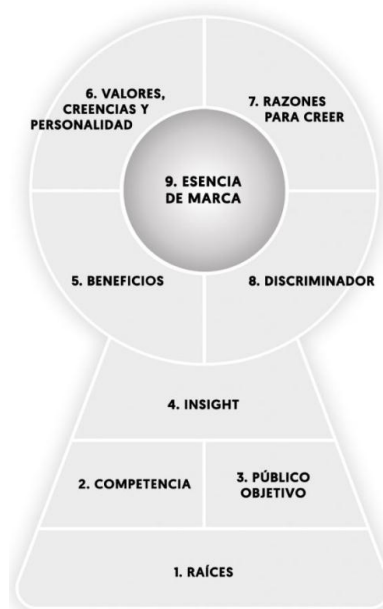 6. VALORES,
CREENCIAS Y
PERSONALIDAD
7. RAZONES
PARA CREER
9. ESENCIA
DE MARCA
5. BENEFICIOS
8. DISCRIMINADOR
4. INSIGHT
2. COMPETENCIA
3. PÚBLICO
OBJETIVO
1. RAÍCES